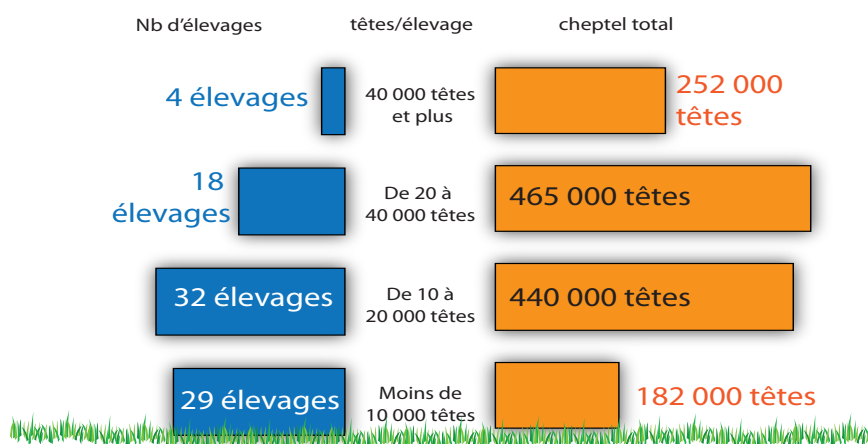 Nb d’élevages têtes/élevage cheptel total
4 élevages
40 000 têtes
et plus
252 000
têtes
18
élevages
De 20 à
40 000 têtes
465 000 têtes
32 élevages
De 10 à
20 000 têtes
440 000 têtes
29 élevages
Moins de
10 000 têtes
182 000 têtes